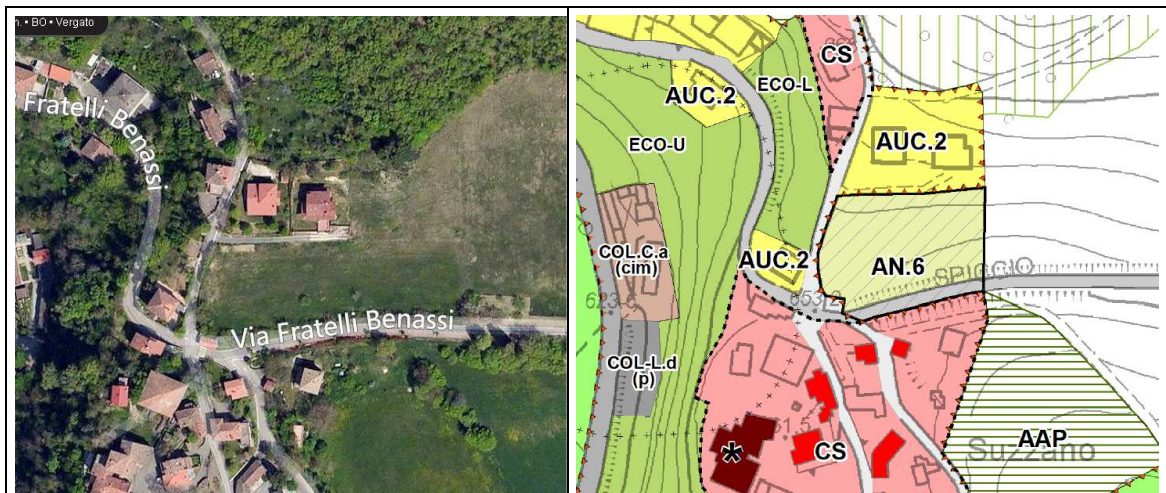 n. • BO • Vergato
Fratelli Benassi
Via Fratelli Benassi
CS
ECO-L
AUC.2
AUC.2
ECO-U
COL.C.a
(cim)
AUC.2
AN.6
SPIGGIO
653,2
COL-L.d
(p)
AAP
Suzzano
CS
*